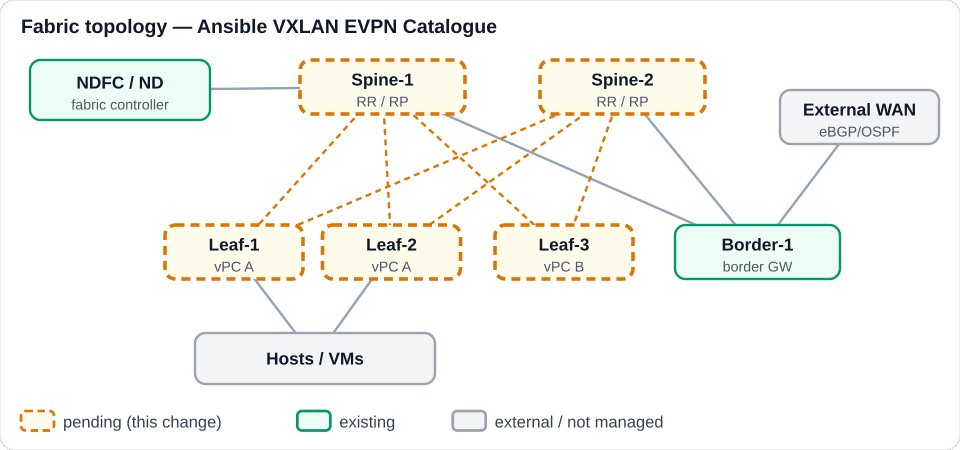 Fabric topology — Ansible VXLAN EVPN Catalogue
NDFC / ND
fabric controller
Spine-1
RR / RP
Spine-2
RR / RP
External WAN
eBGP/OSPF
Leaf-1
vPC A
Leaf-2
vPC A
Leaf-3
vPC B
Border-1
border GW
Hosts / VMs
pending (this change)
existing
external / not managed